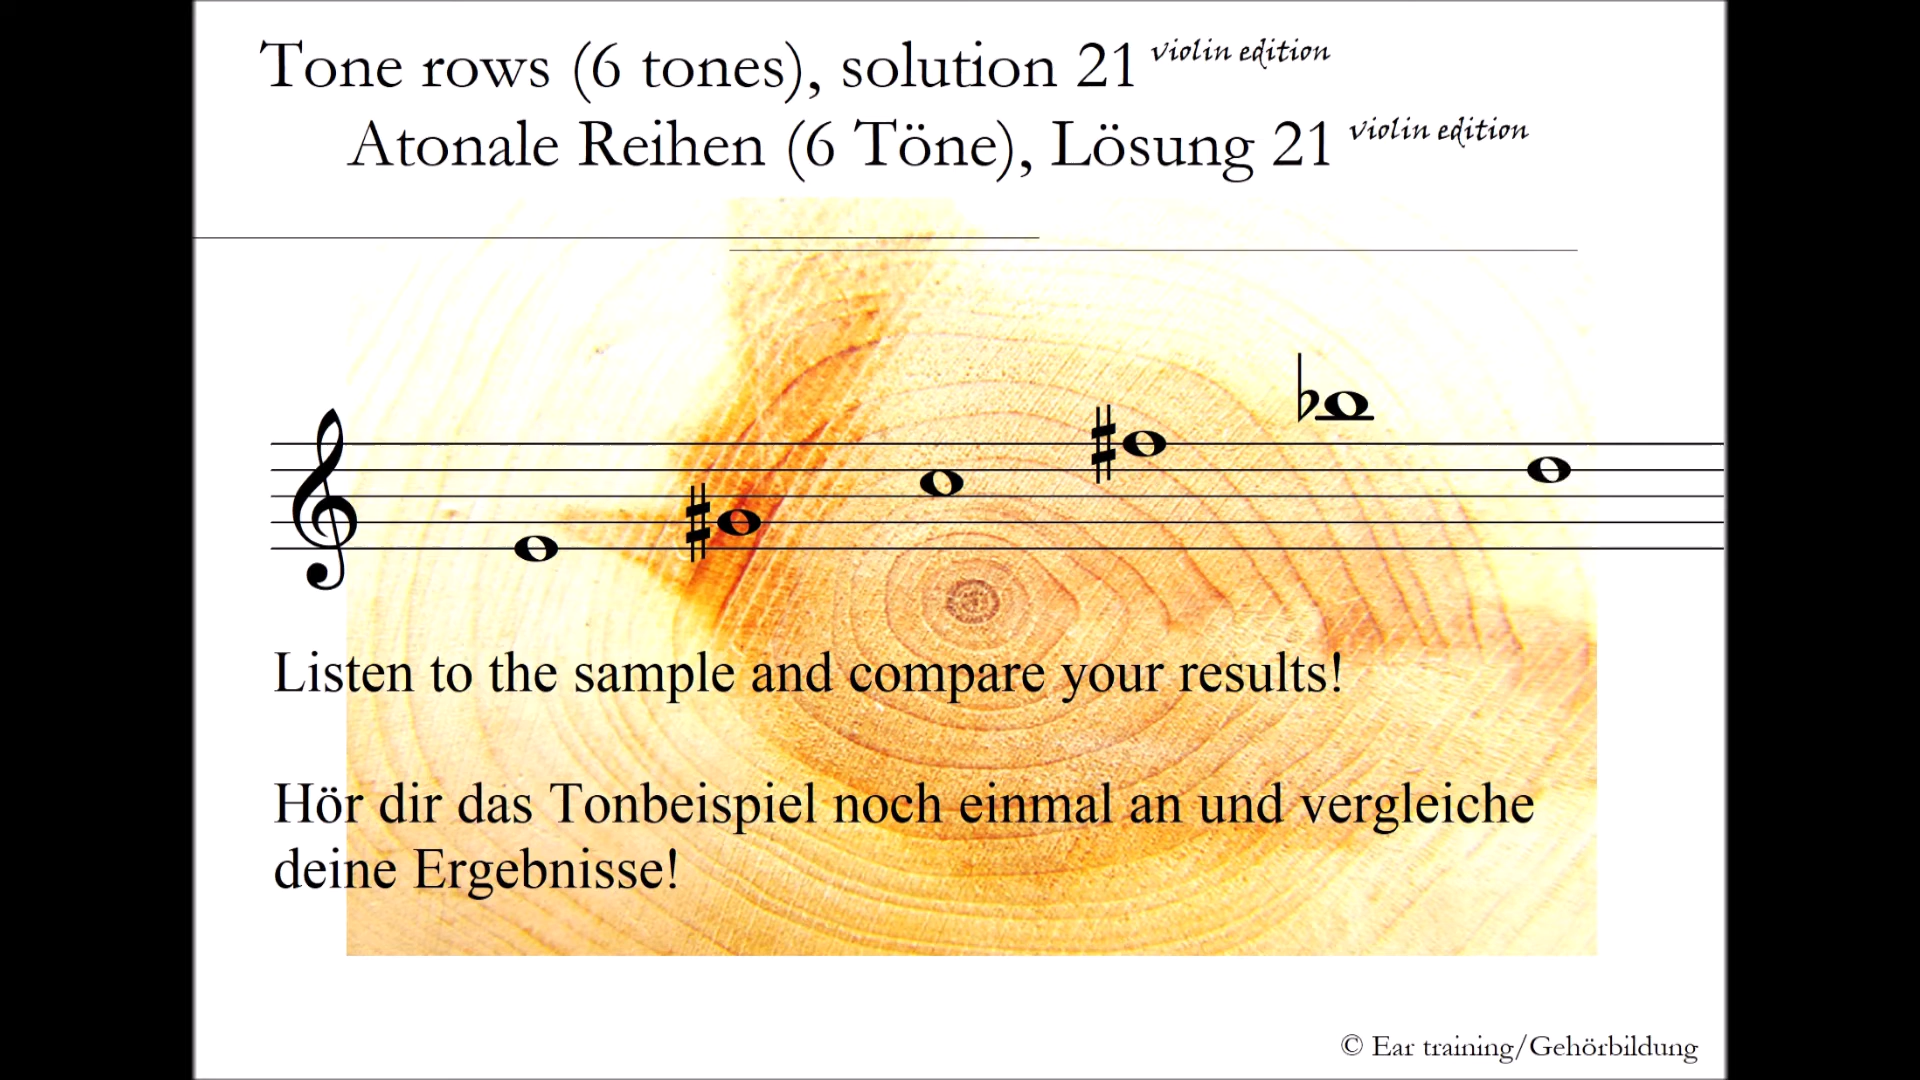 Tone rows (6 tones), solution 21 violin edition
Atonale Reihen (6 Töne), Lösung 21 violin edition
Listen to the sample and compare your results!
Hör dir das Tonbeispiel noch einmal an und vergleiche
deine Ergebnisse!
© Ear training/Gehörbildung